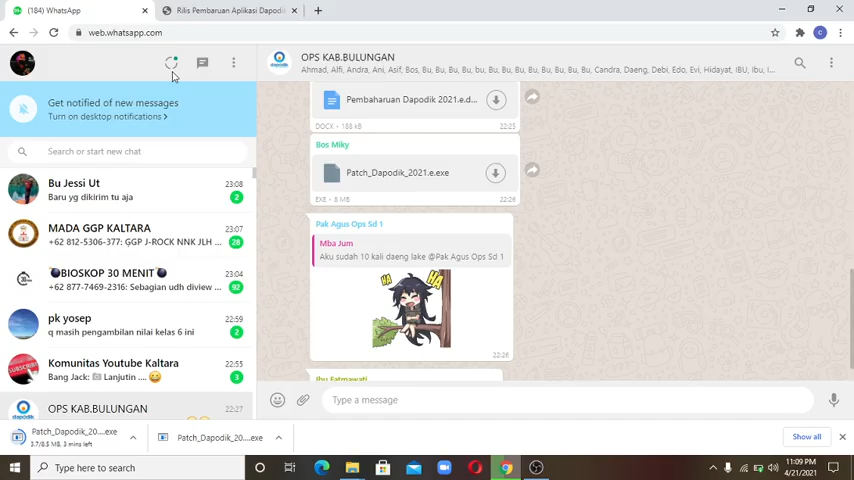 (184) WhatsApp
Rilis Pembaruan Aplikasi Dapodi
web.whatsapp.com
C
OPS KAB.BULUNGAN
Ahmad, Alfi, Andra, Ani, Asif, Bos, Bu, Bu, Bu, bu, Bu, Bu, Bu, Bu, Bu, Bu, Bu, Candra, Daeng, Debi, Edo, Evi, Hidayat, IBU, ibu, I...
Get notified of new messages
Turn on desktop notifications >
Search or start new chat
Bu Jessi Ut
23:08
Baru yg dikirim tu aja
2
MADA GGP KALTARA
23:07
+62 812-5306-377: GGP J-ROCK NNK JLH ...
28
BIOSKOP 30 MENIT
23:04
+62 877-7469-2316: Sebagian udh diview ...
92
pk yosep
22:59
q masih pengambilan nilai kelas 6 ini
2
Komunitas Youtube Kaltara
22:55
Bang Jack: Lanjutin ....
3
SUBSCRIBE
OPS KAB.BULUNGAN
22:27
dapodik
Pembaharuan Dapodik 2021.e.d...
DOCX • 188 kB
22:25
Bos Miky
Patch_Dapodik_2021.e.exe
EXE • 8 MB
22:26
Pak Agus Ops Sd 1
Mba Jum
Aku sudah 10 kali daeng lake @Pak Agus Ops Sd 1
HA
HA
22:26
Ibu Fatmawati
Type a message
Patch_Dapodik_20....exe
3.7/8.5 MB, 3 mins left
Patch_Dapodik_20....exe
Show all
Type here to search
11:09 PM
4/21/2021